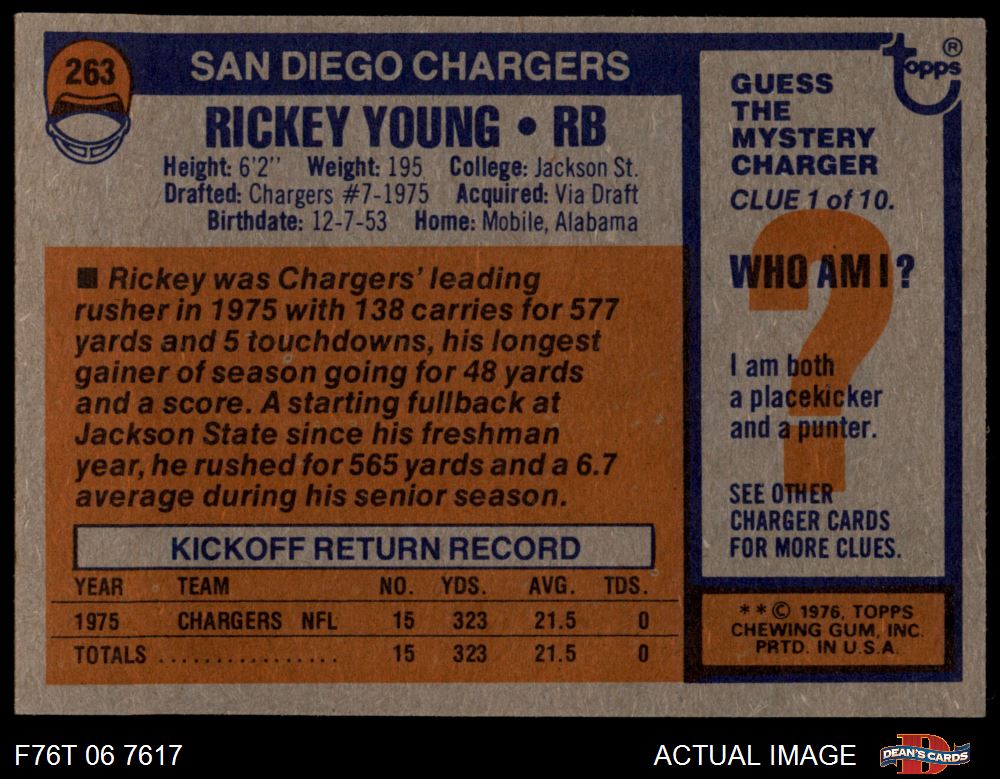 263
SAN DIEGO CHARGERS
RICKEY YOUNG • RB
Height: 6'2'' Weight: 195 College: Jackson St.
Drafted: Chargers #7-1975 Acquired: Via Draft
Birthdate: 12-7-53 Home: Mobile, Alabama
■ Rickey was Chargers' leading
rusher in 1975 with 138 carries for 577
yards and 5 touchdowns, his longest
gainer of season going for 48 yards
and a score. A starting fullback at
Jackson State since his freshman
year, he rushed for 565 yards and a 6.7
average during his senior season.
KICKOFF RETURN RECORD
YEAR TEAM NO. YDS. AVG. TDS.
1975 CHARGERS NFL 15 323 21.5 0
TOTALS ................. 15 323 21.5 0
topps ®
GUESS
THE
MYSTERY
CHARGER
CLUE 1 of 10.
?
WHO AM I?
I am both
a placekicker
and a punter.
SEE OTHER
CHARGER CARDS
FOR MORE CLUES.
* * © 1976, TOPPS
CHEWING GUM, INC.
PRTD. IN U.S.A.
F76T 06 7617
ACTUAL IMAGE
D
DEAN'S CARDS